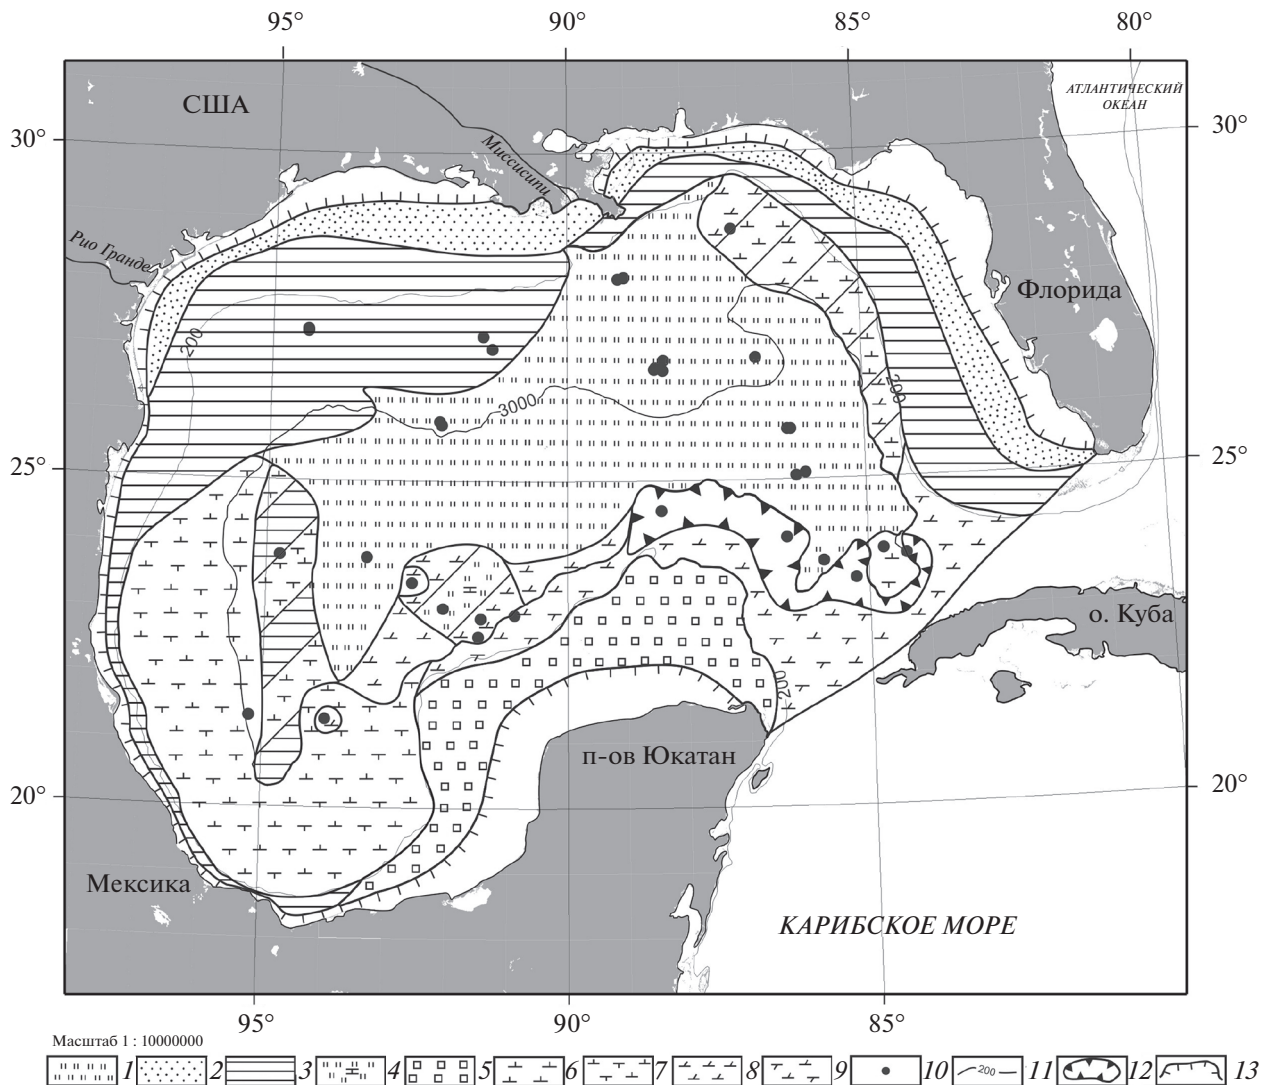 95° 90° 85° 80°
США
АТЛАНТИЧЕСКИЙ
ОКЕАН
30° 30°
Миссисипи
Рио Гранде
Флорида
200
200
3000
25° 25°
о. Куба
200
п-ов Юкатан
20° 20°
Мексика
КАРИБСКОЕ МОРЕ
95° 90° 85°
Масштаб 1 : 10000000
1 2 3 4 5 6 7 8 9 10 200 11 12 13